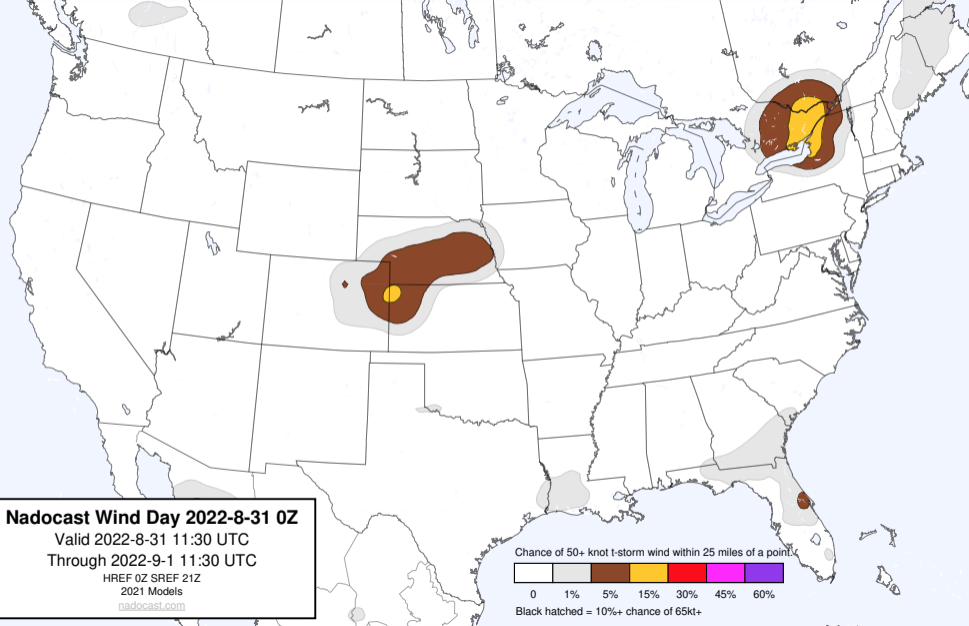 Nadocast Wind Day 2022-8-31 0Z
Valid 2022-8-31 11:30 UTC
Through 2022-9-1 11:30 UTC
HREF 0Z SREF 21Z
2021 Models
nadocast.com
Chance of 50+ knot t-storm wind within 25 miles of a point.
0 1% 5% 15% 30% 45% 60%
Black hatched = 10%+ chance of 65kt+